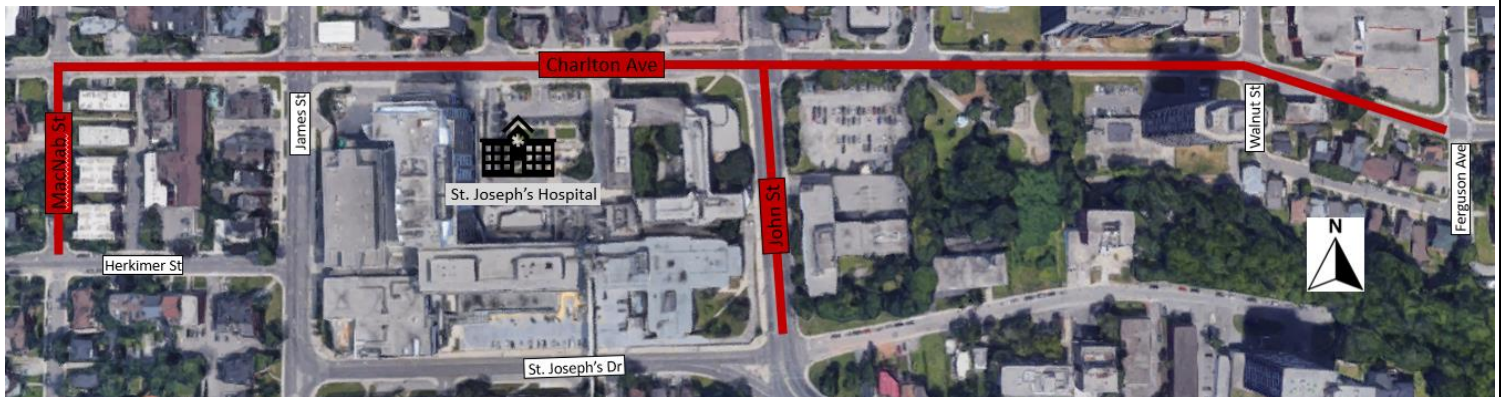 Charlton Ave
MacNab St
James St
St. Joseph's Hospital
John St
Walnut St
Ferguson Ave
Herkimer St
St. Joseph's Dr
N